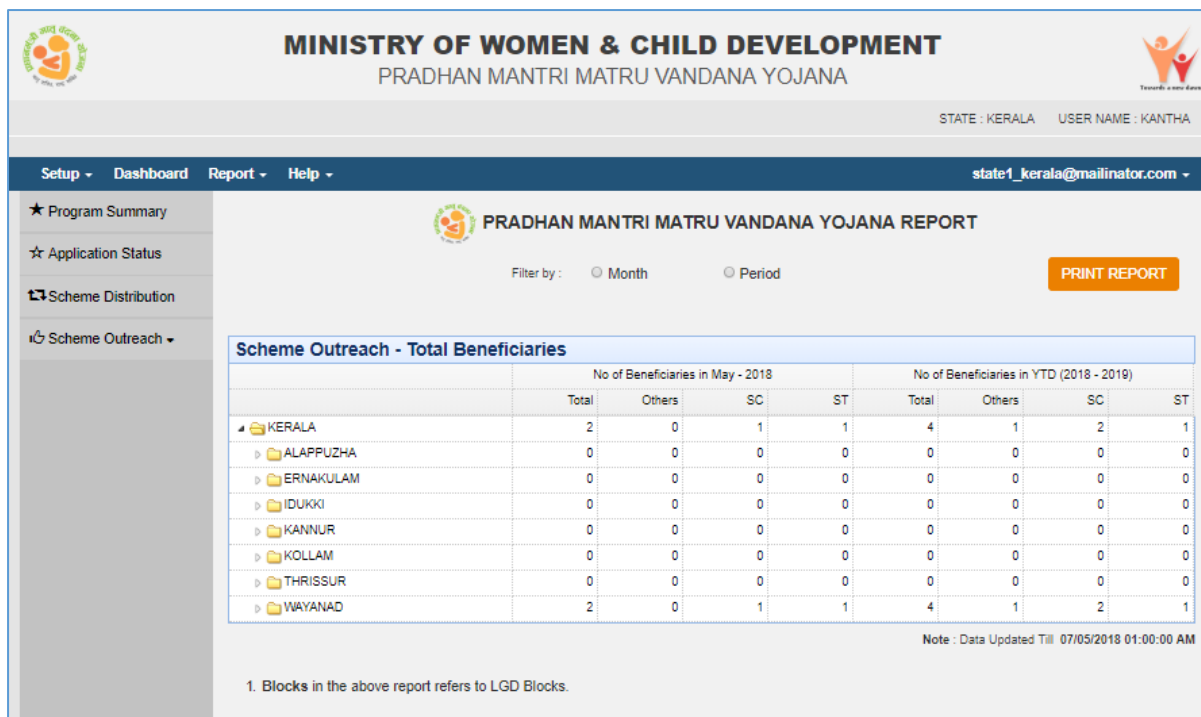 MINISTRY OF WOMEN & CHILD DEVELOPMENT
PRADHAN MANTRI MATRU VANDANA YOJANA
Towards a new dawn
STATE : KERALA USER NAME : KANTHA
Setup Dashboard Report Help state1_kerala@mailinator.com
Program Summary
Application Status
Scheme Distribution
Scheme Outreach
PRADHAN MANTRI MATRU VANDANA YOJANA REPORT
Filter by : Month Period PRINT REPORT
Scheme Outreach - Total Beneficiaries
No of Beneficiaries in May - 2018 No of Beneficiaries in YTD (2018 - 2019)
Total Others SC ST Total Others SC ST
KERALA 2 0 1 1 4 1 2 1
ALAPPUZHA 0 0 0 0 0 0 0 0
ERNAKULAM 0 0 0 0 0 0 0 0
IDUKKI 0 0 0 0 0 0 0 0
KANNUR 0 0 0 0 0 0 0 0
KOLLAM 0 0 0 0 0 0 0 0
THRISSUR 0 0 0 0 0 0 0 0
WAYANAD 2 0 1 1 4 1 2 1
Note : Data Updated Till 07/05/2018 01:00:00 AM
1. Blocks in the above report refers to LGD Blocks.